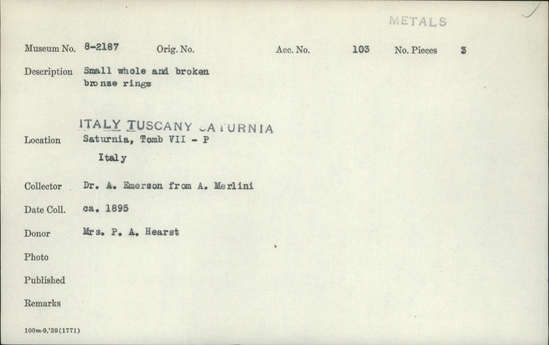 METALS
Museum No. 8-2187 Orig. No. Acc. No. 103 No. Pieces 3
Description Small whole and broken
bronze rings
ITALY TUSCANY SATURNIA
Location Saturnia, Tomb VII - P
Italy
Collector Dr. A. Emerson from A. Merlini
Date Coll. ca. 1895
Donor Mrs. P. A. Hearst
Photo
Published
Remarks
100m-9,'39(1771)